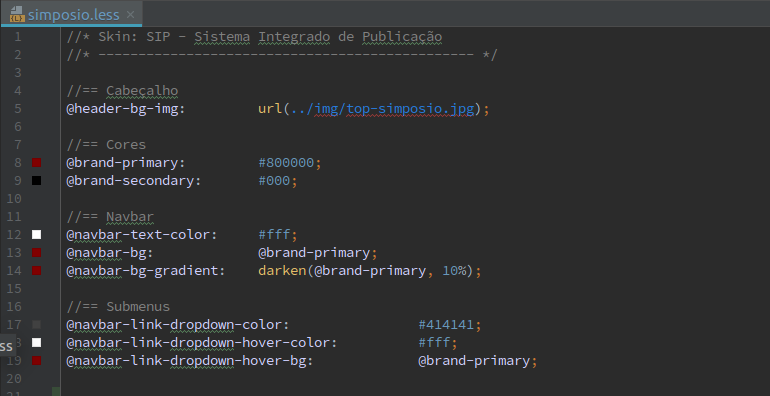 simposio.less
1 //* Skin: SIP - Sistema Integrado de Publicação
2 //* ----------------------------------------------- */
3
4 //== Cabeçalho
5 @header-bg-img: url(../img/top-simposio.jpg);
6
7 //== Cores
8 @brand-primary: #800000;
9 @brand-secondary: #000;
10
11 //== Navbar
12 @navbar-text-color: #fff;
13 @navbar-bg: @brand-primary;
14 @navbar-bg-gradient: darken(@brand-primary, 10%);
15
16 //== Submenus
17 @navbar-link-dropdown-color: #414141;
ss 8 @navbar-link-dropdown-hover-color: #fff;
19 @navbar-link-dropdown-hover-bg: @brand-primary;
20
21